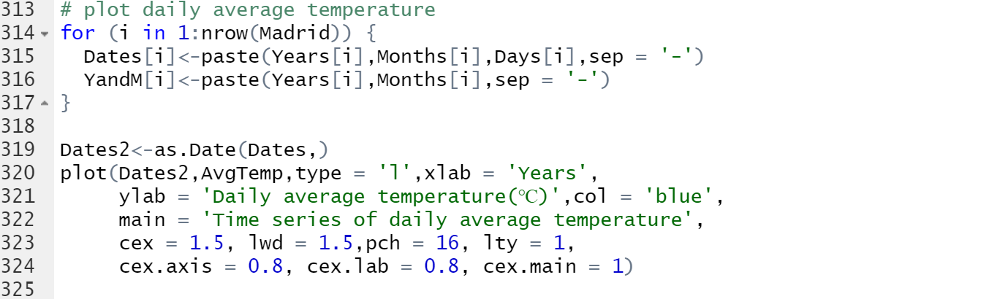 313 # plot daily average temperature
314 for (i in 1:nrow(Madrid)) {
315   Dates[i]<-paste(Years[i],Months[i],Days[i],sep = '-')
316   YandM[i]<-paste(Years[i],Months[i],sep = '-')
317 }
318
319 Dates2<-as.Date(Dates,)
320 plot(Dates2,AvgTemp,type = 'l',xlab = 'Years',
321      ylab = 'Daily average temperature(℃)',col = 'blue',
322      main = 'Time series of daily average temperature',
323      cex = 1.5, lwd = 1.5,pch = 16, lty = 1,
324      cex.axis = 0.8, cex.lab = 0.8, cex.main = 1)
325